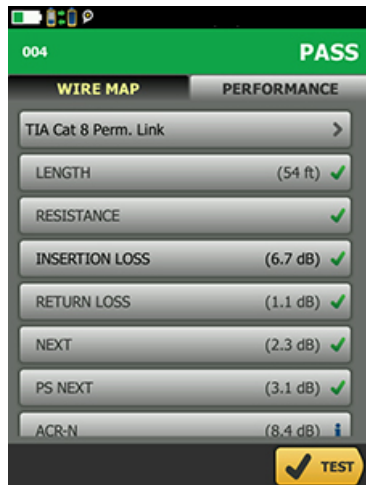 004 PASS
WIRE MAP PERFORMANCE
TIA Cat 8 Perm. Link
LENGTH (54 ft)
RESISTANCE
INSERTION LOSS (6.7 dB)
RETURN LOSS (1.1 dB)
NEXT (2.3 dB)
PS NEXT (3.1 dB)
ACR-N (8.4 dB) i
TEST